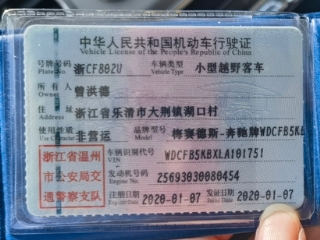 中华人民共和国机动车行驶证
Vehicle License of the People's Republic of China
号牌号码 浙CF882U 车辆类型 小型越野客车
Plate No. Vehicle Type
所有人 曾洪德
Owner
住址 浙江省乐清市大荆镇湖口村
Address
使用性质 非营运 品牌型号 梅赛德斯-奔驰牌WDCFB5KB
Use Character Model
浙江省温州 车辆识别代号 WDCFB5KBXLA101751
VIN
市公安局交 发动机号码 25693030080454
Engine No.
通警察支队 注册日期 2020-01-07 发证日期 2020-01-07
Register Date Issue Date